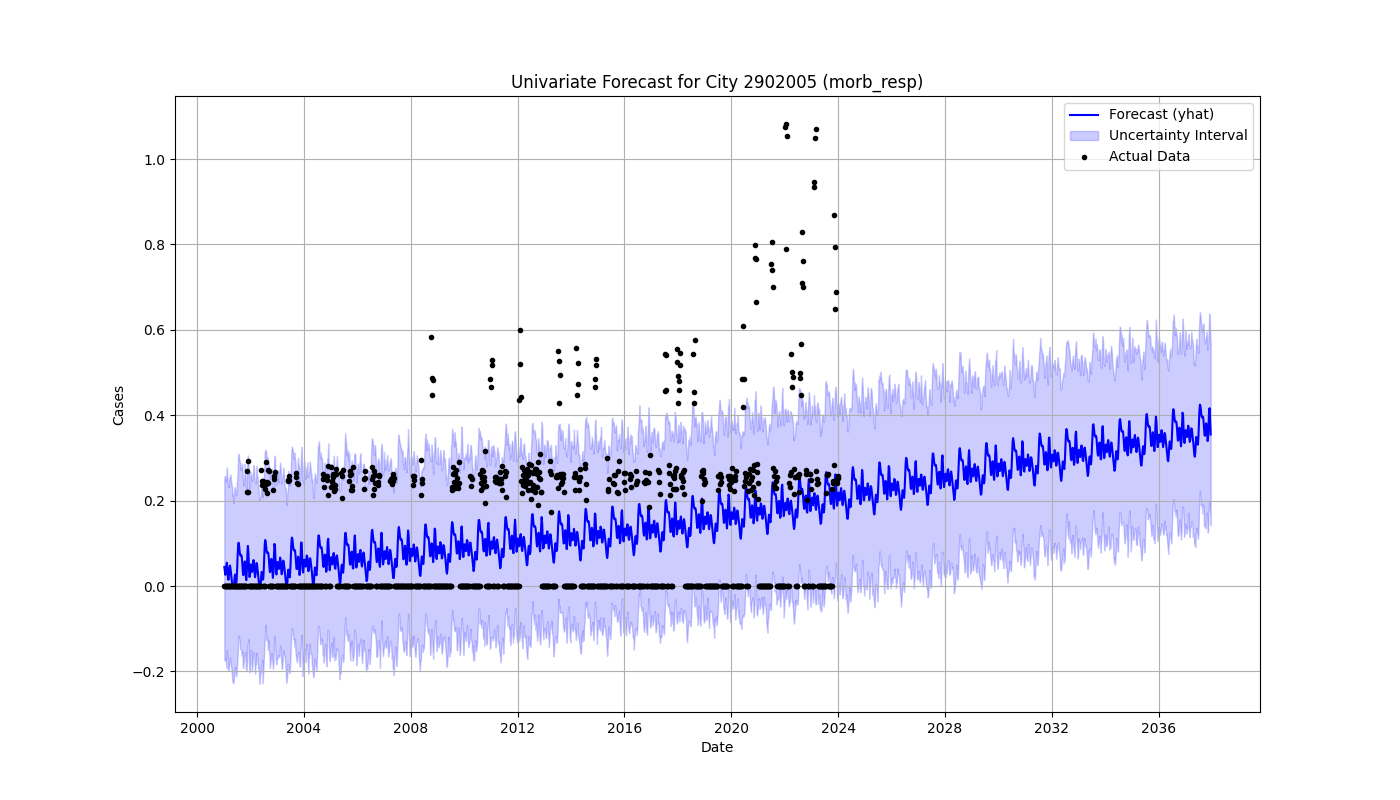 Univariate Forecast for City 2902005 (morb_resp)
Forecast (yhat)
Uncertainty Interval
Actual Data
Cases
1.0
0.8
0.6
0.4
0.2
0.0
−0.2
2000 2004 2008 2012 2016 2020 2024 2028 2032 2036
Date